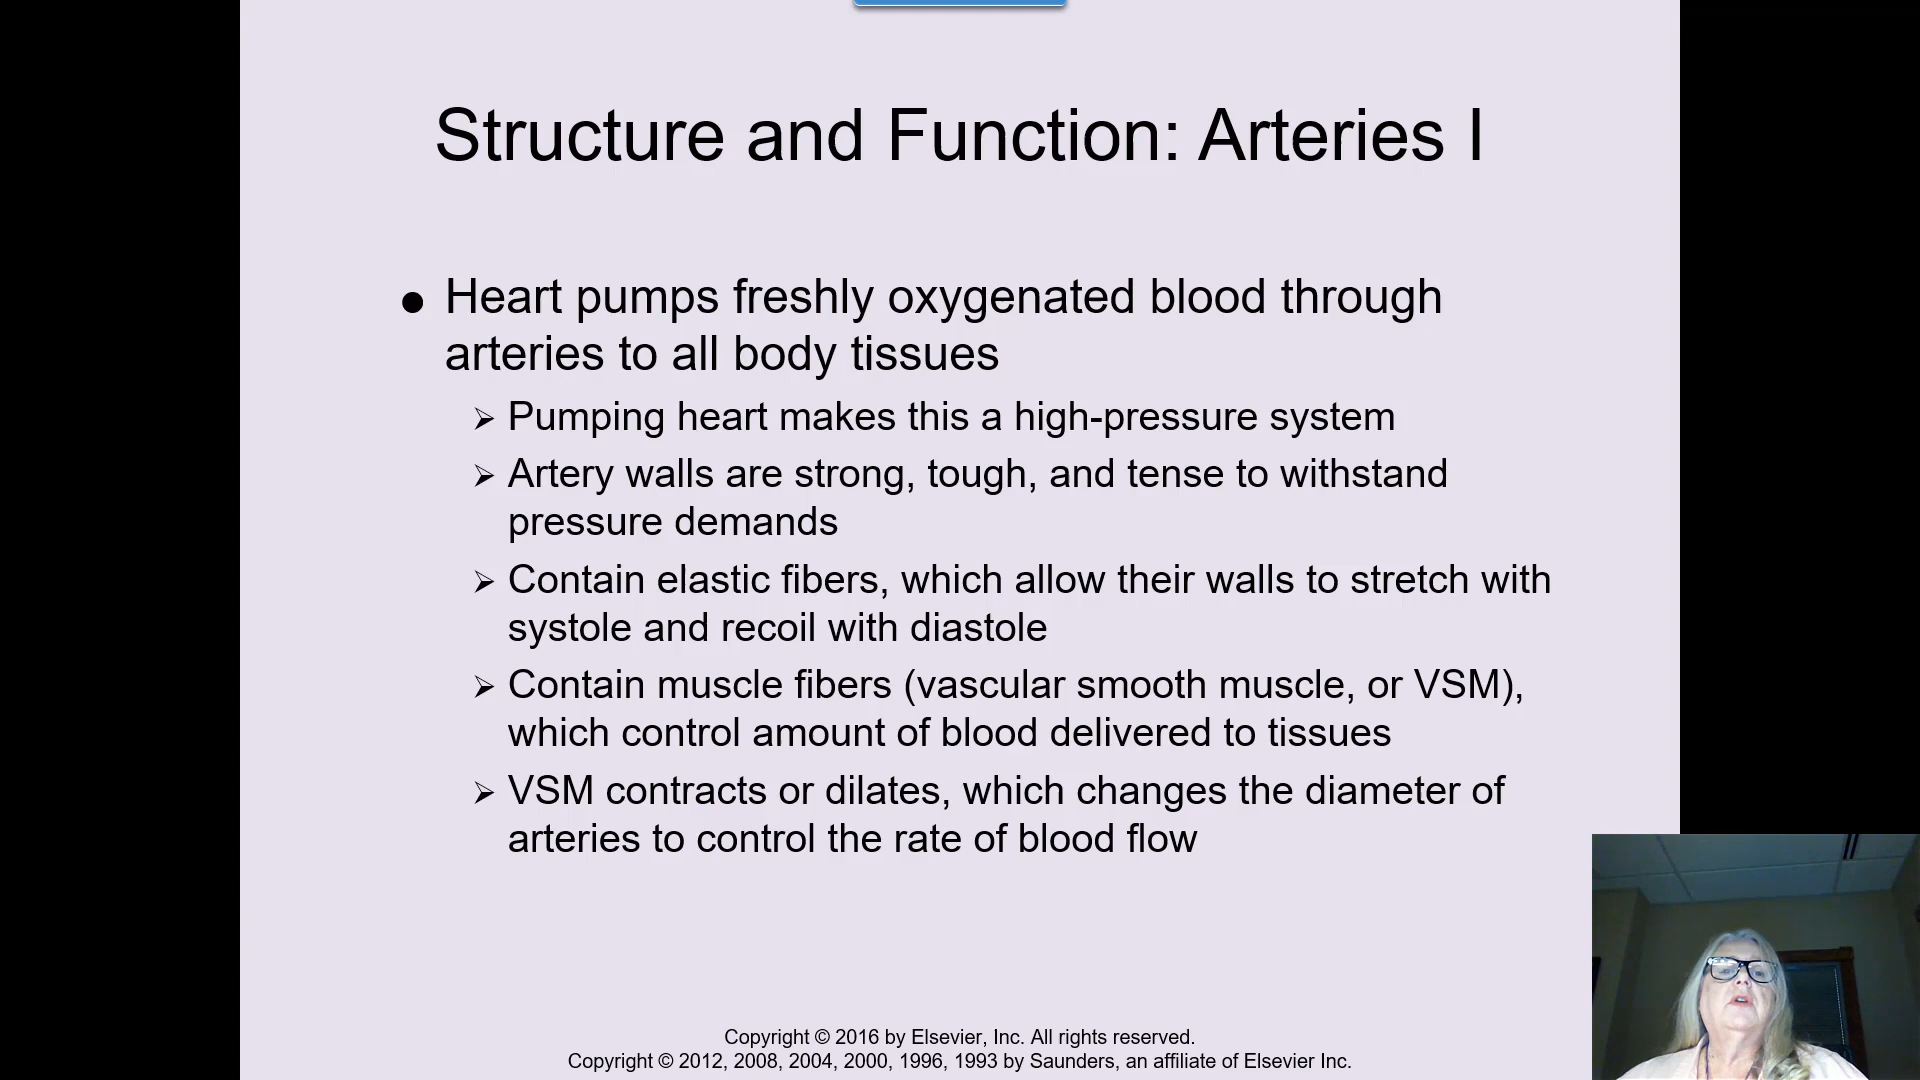 Structure and Function: Arteries I
● Heart pumps freshly oxygenated blood through
arteries to all body tissues
➢ Pumping heart makes this a high-pressure system
➢ Artery walls are strong, tough, and tense to withstand
pressure demands
➢ Contain elastic fibers, which allow their walls to stretch with
systole and recoil with diastole
➢ Contain muscle fibers (vascular smooth muscle, or VSM),
which control amount of blood delivered to tissues
➢ VSM contracts or dilates, which changes the diameter of
arteries to control the rate of blood flow
Copyright © 2016 by Elsevier, Inc. All rights reserved.
Copyright © 2012, 2008, 2004, 2000, 1996, 1993 by Saunders, an affiliate of Elsevier Inc.